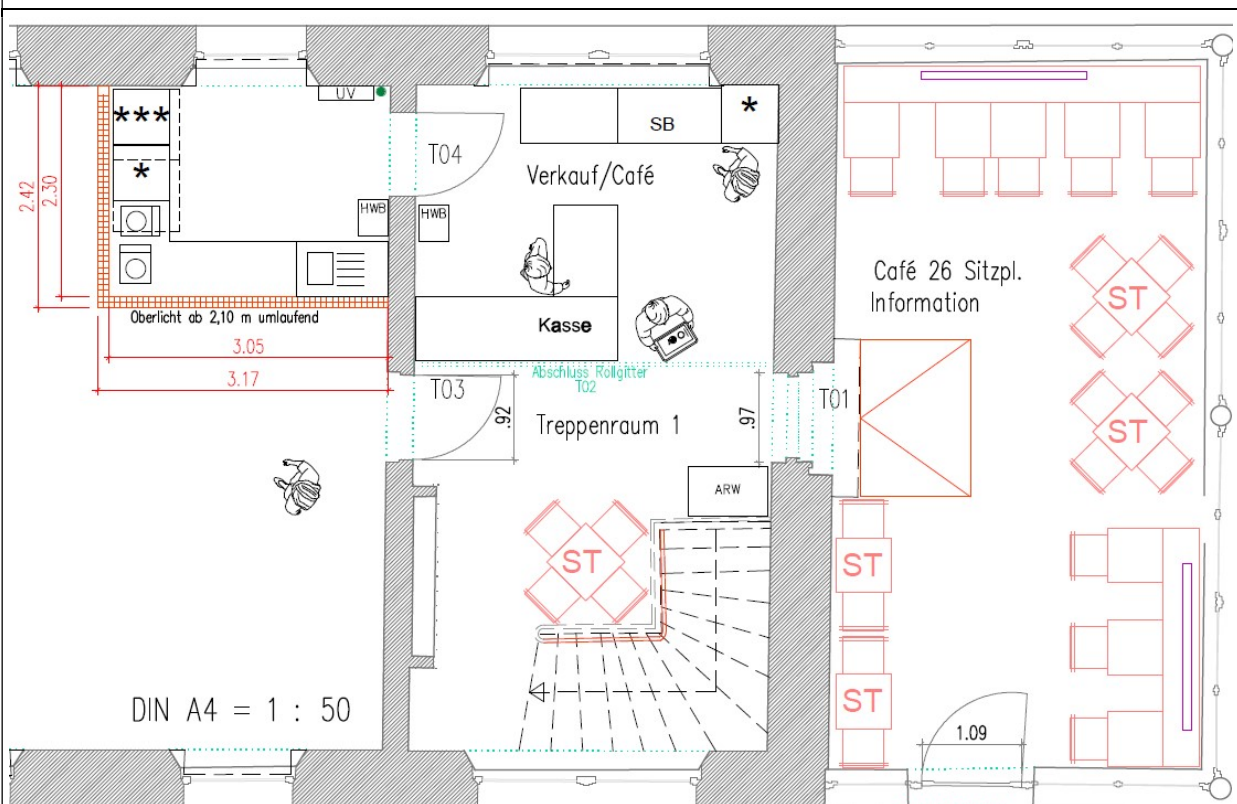 UV
***
*
HWB
T04
HWB
SB
*
Verkauf/Café
2.42
2.30
Oberlicht ab 2,10 m umlaufend
3.05
3.17
Kasse
Abschluss Rollgitter
T02
T03
.92
Treppenraum 1
.97
T01
ARW
ST
Café 26 Sitzpl.
Information
ST
ST
ST
ST
1.09
DIN A4 = 1 : 50